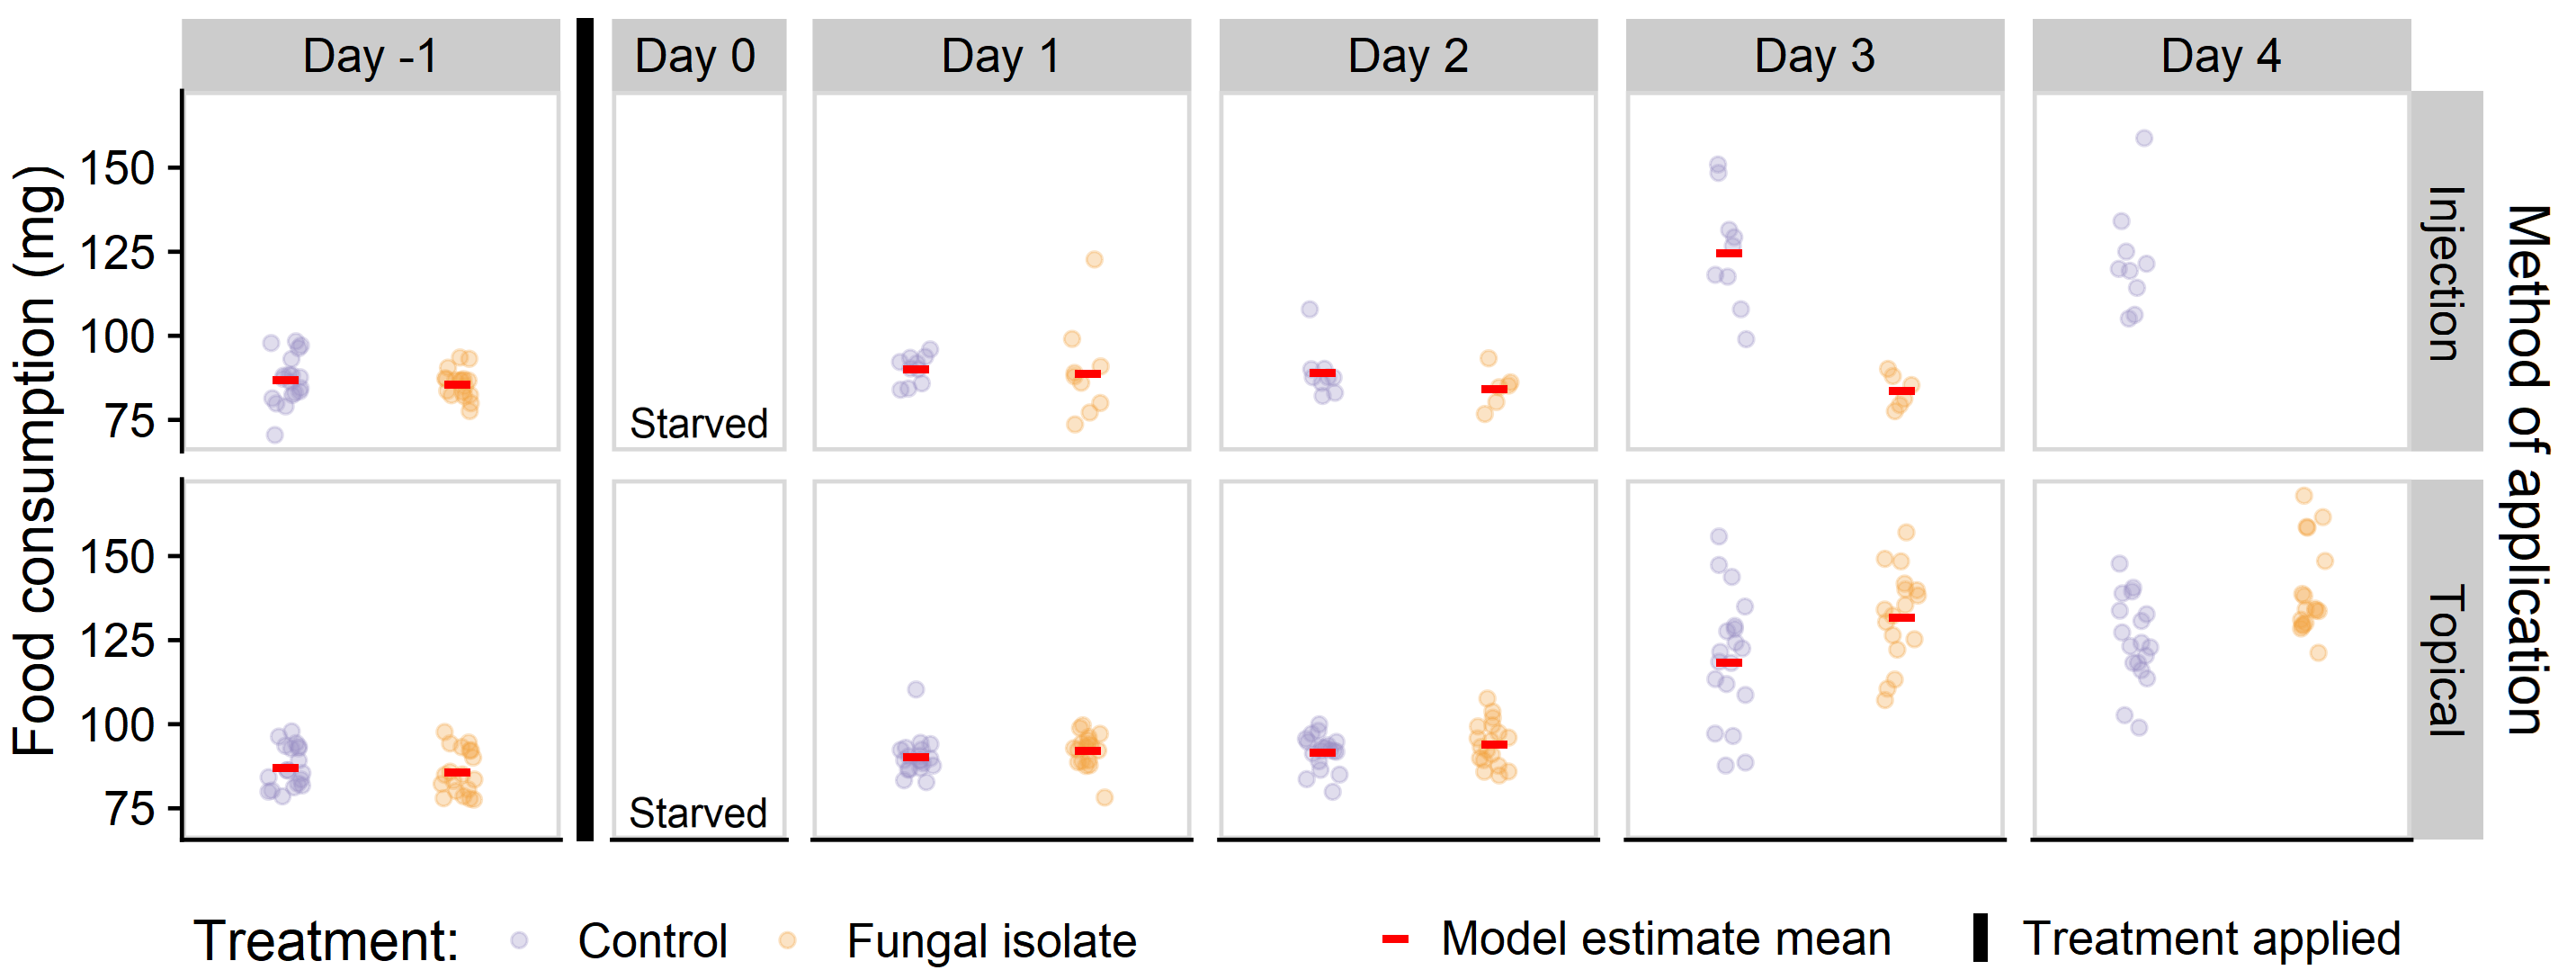 Day -1
Day 0
Day 1
Day 2
Day 3
Day 4
Food consumption (mg)
150
125
100
75
Starved
Injection
Method of application
150
125
100
75
Starved
Topical
Treatment: Control Fungal isolate Model estimate mean Treatment applied